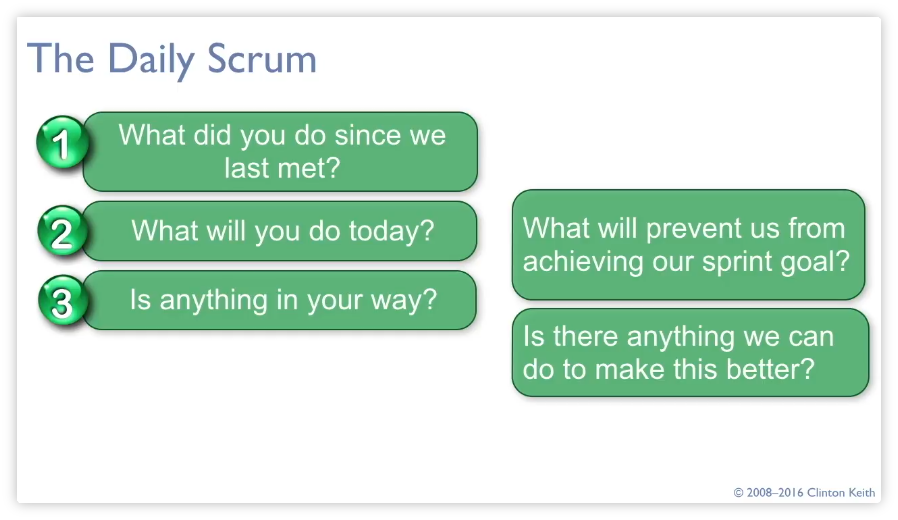 The Daily Scrum
1
What did you do since we
last met?
2
What will you do today?
3
Is anything in your way?
What will prevent us from
achieving our sprint goal?
Is there anything we can
do to make this better?
© 2008–2016 Clinton Keith